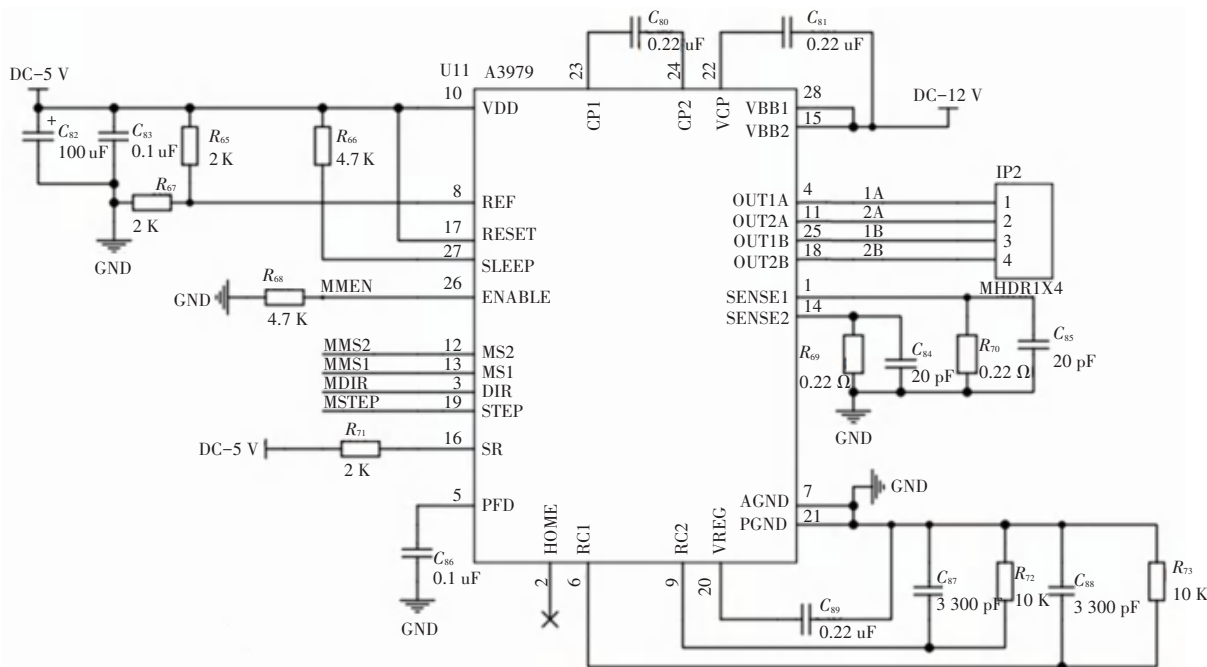 C80
0.22 uF
C81
0.22 uF
23
24
22
DC-5 V
U11
A3979
10
VDD
CP1
CP2
VCP
VBB1
28
VBB2
15
DC-12 V
+
C82
100 uF
C83
0.1 uF
R65
2 K
R66
4.7 K
R67
2 K
8
REF
GND
17
RESET
27
SLEEP
OUT1A
4
1A
OUT2A
11
2A
OUT1B
25
1B
OUT2B
18
2B
IP2
1
2
3
4
MHDR1X4
GND
R68
4.7 K
MMEN
26
ENABLE
SENSE1
1
SENSE2
14
R69
0.22 Ω
C84
20 pF
R70
0.22 Ω
C85
20 pF
GND
MMS2
12
MS2
MMS1
13
MS1
MDIR
3
DIR
MSTEP
19
STEP
DC-5 V
R71
2 K
16
SR
5
PFD
C86
0.1 uF
GND
AGND
7
GND
PGND
21
HOME
RC1
RC2
VREG
2
6
9
20
C89
0.22 uF
C87
3 300 pF
R72
10 K
C88
3 300 pF
R73
10 K